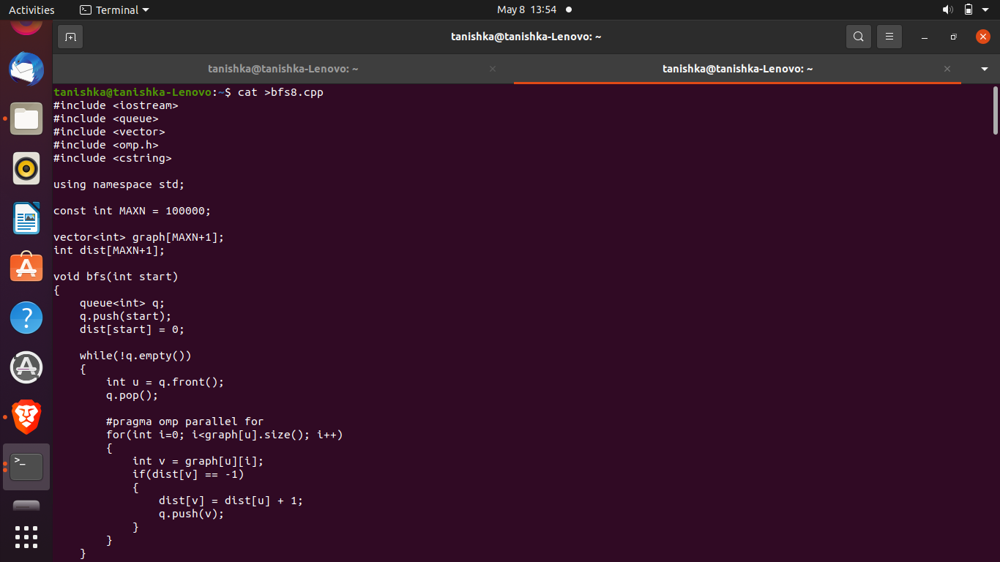 Activities
Terminal
May 8 13:54
tanishka@tanishka-Lenovo: ~
tanishka@tanishka-Lenovo: ~
tanishka@tanishka-Lenovo: ~
tanishka@tanishka-Lenovo:~$ cat >bfs8.cpp
#include <iostream>
#include <queue>
#include <vector>
#include <omp.h>
#include <cstring>

using namespace std;

const int MAXN = 100000;

vector<int> graph[MAXN+1];
int dist[MAXN+1];

void bfs(int start)
{
    queue<int> q;
    q.push(start);
    dist[start] = 0;

    while(!q.empty())
    {
        int u = q.front();
        q.pop();

        #pragma omp parallel for
        for(int i=0; i<graph[u].size(); i++)
        {
            int v = graph[u][i];
            if(dist[v] == -1)
            {
                dist[v] = dist[u] + 1;
                q.push(v);
            }
        }
    }